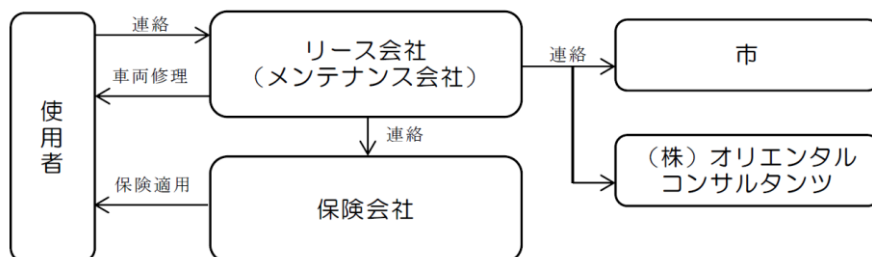 使用者
連絡
リース会社
（メンテナンス会社）
連絡
市
車両修理
連絡
（株）オリエンタル
コンサルタンツ
保険適用
保険会社